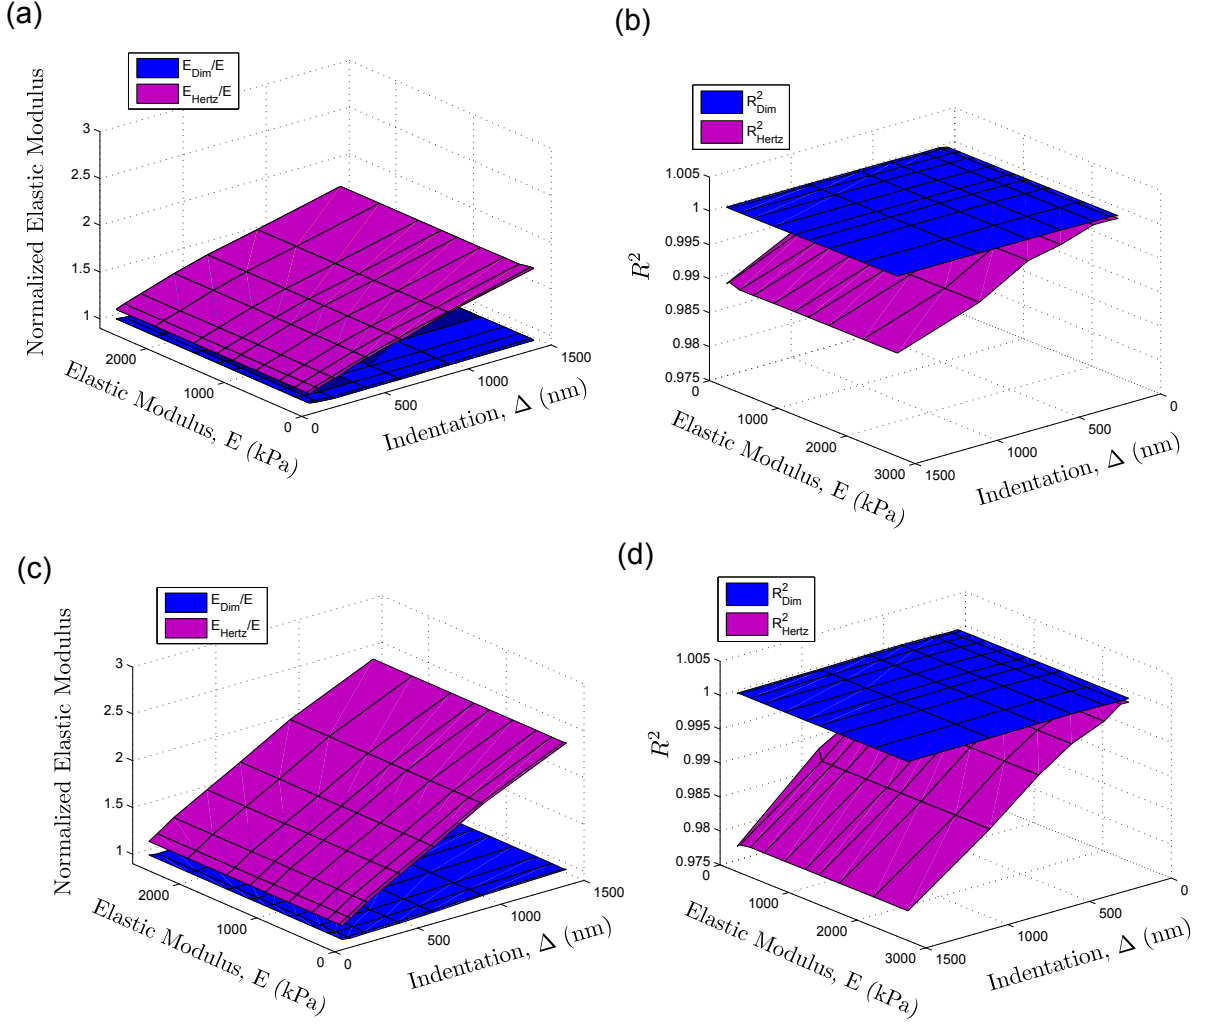 (a)
E_Dim/E
E_Hertz/E
Normalized Elastic Modulus
3
2.5
2
1.5
1
2000
1000
0
Elastic Modulus, E (kPa)
0
500
1000
1500
Indentation, Δ (nm)
(b)
R²_Dim
R²_Hertz
R²
1.005
1
0.995
0.99
0.985
0.98
0.975
0
1000
2000
3000
Elastic Modulus, E (kPa)
1500
1000
500
0
Indentation, Δ (nm)
(c)
E_Dim/E
E_Hertz/E
Normalized Elastic Modulus
3
2.5
2
1.5
1
2000
1000
0
Elastic Modulus, E (kPa)
0
500
1000
1500
Indentation, Δ (nm)
(d)
R²_Dim
R²_Hertz
R²
1.005
1
0.995
0.99
0.985
0.98
0.975
0
1000
2000
3000
Elastic Modulus, E (kPa)
1500
1000
500
0
Indentation, Δ (nm)